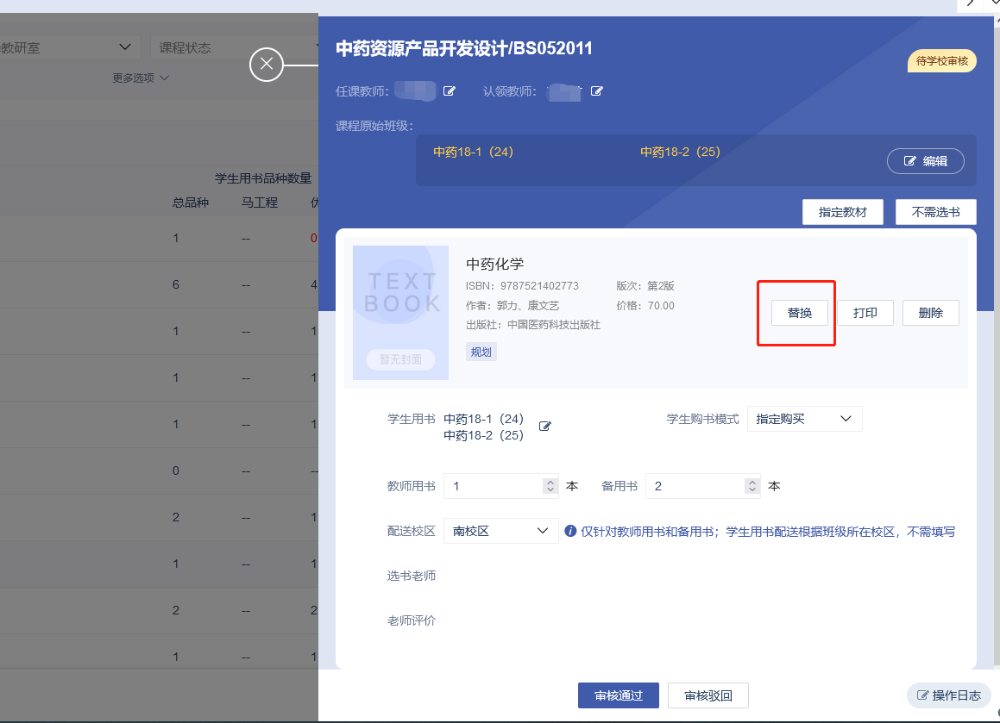 教研室
课程状态
更多选项
学生用书品种数量
总品种 马工程
1 -- 0
6 -- 4
1 -- 1
1 -- 1
1 -- 1
0 -- --
2 -- 1
1 -- 1
2 -- 2
1 -- 1
中药资源产品开发设计/BS052011
待学校审核
任课教师： 认领教师：
课程原始班级：
中药18-1（24） 中药18-2（25）
编辑
指定教材 不需选书
TEXT
BOOK
暂无封面
中药化学
ISBN：9787521402773 版次：第2版
作者：郭力、康文艺 价格：70.00
出版社：中国医药科技出版社
规划
替换 打印 删除
学生用书 中药18-1（24） 学生购书模式 指定购买
中药18-2（25）
教师用书 1 本 备用书 2 本
配送校区 南校区 仅针对教师用书和备用书；学生用书配送根据班级所在校区，不需填写
选书老师
老师评价
审核通过 审核驳回 操作日志